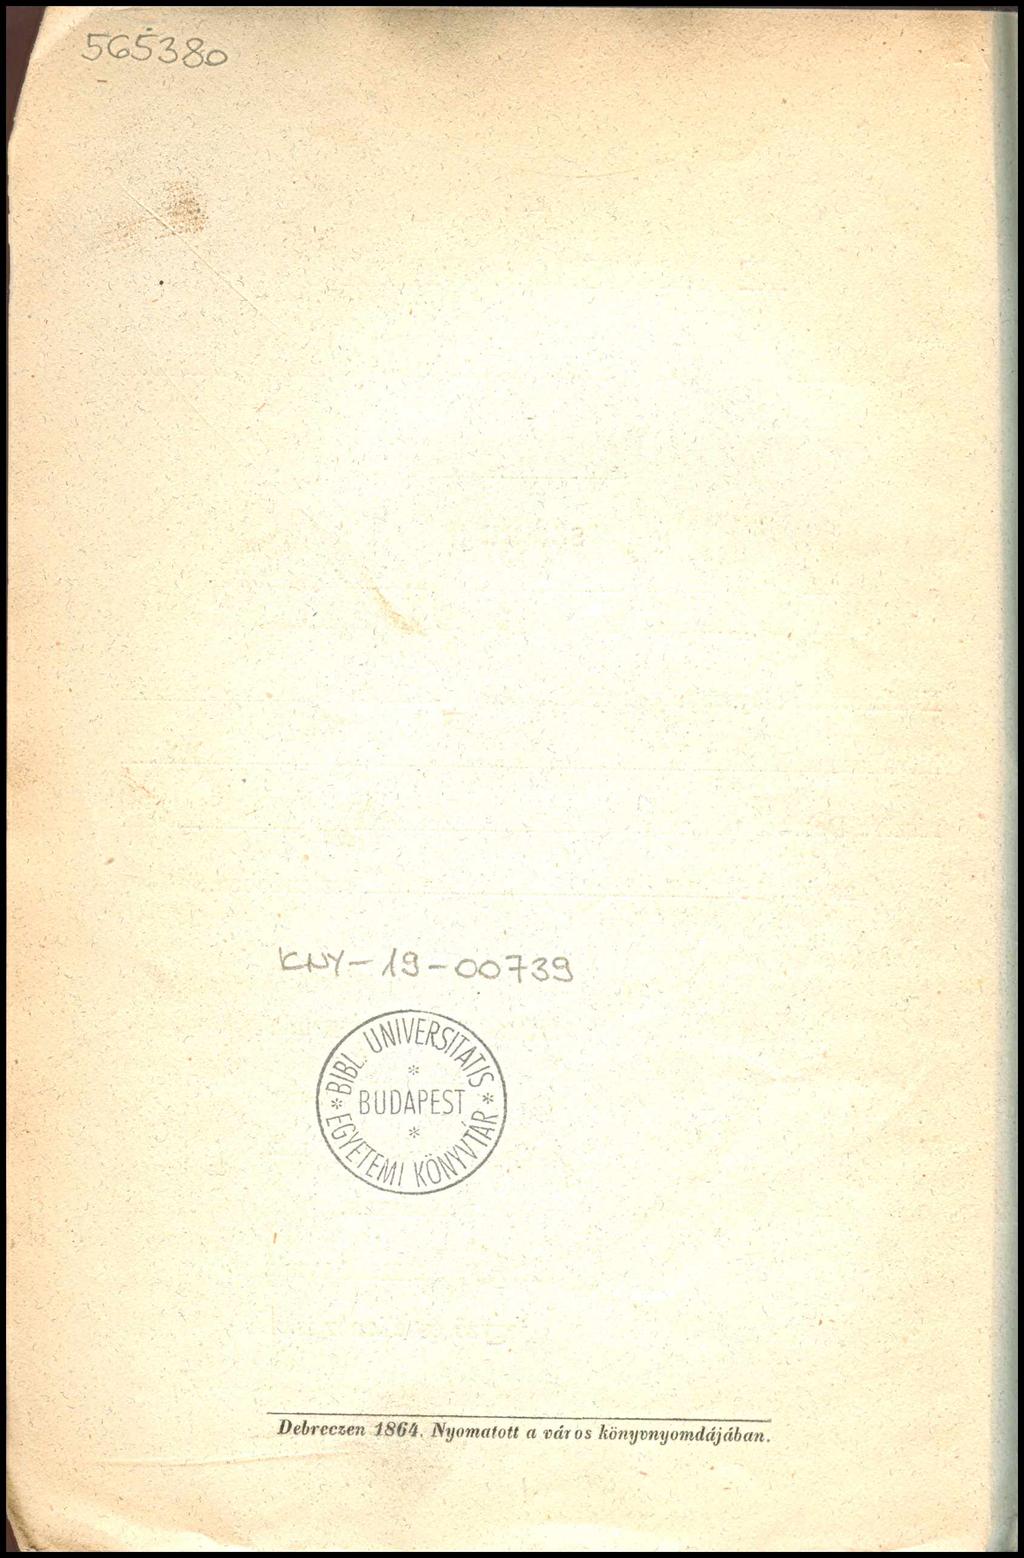 565380
KNY-19-00739
* BIBL. UNIVERSITATIS *
*
BUDAPEST
*
EGYETEMI KÖNYVTÁR
Debreczen 1864. Nyomatott a város könyvnyomdájában.